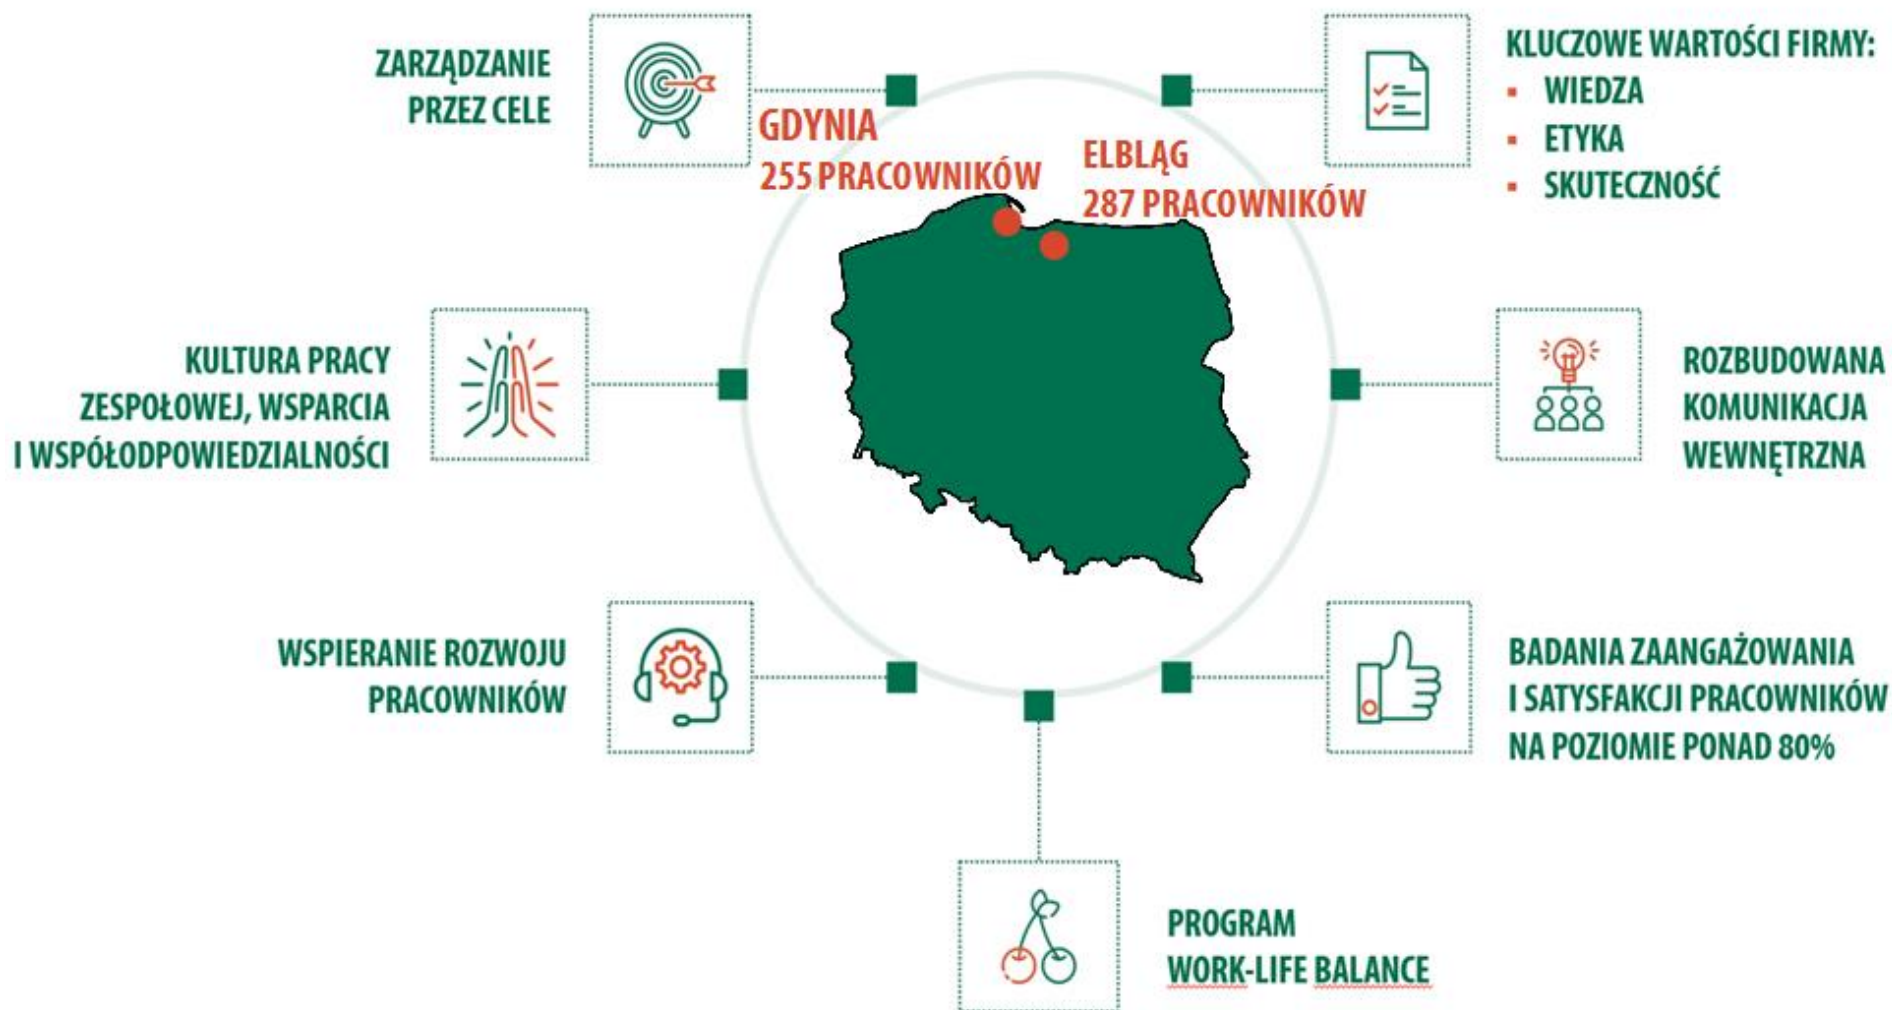 ZARZĄDZANIE
PRZEZ CELE
GDYNIA
255 PRACOWNIKÓW
ELBLĄG
287 PRACOWNIKÓW
KLUCZOWE WARTOŚCI FIRMY:
▪ WIEDZA
▪ ETYKA
▪ SKUTECZNOŚĆ
KULTURA PRACY
ZESPOŁOWEJ, WSPARCIA
I WSPÓŁODPOWIEDZIALNOŚCI
ROZBUDOWANA
KOMUNIKACJA
WEWNĘTRZNA
WSPIERANIE ROZWOJU
PRACOWNIKÓW
BADANIA ZAANGAŻOWANIA
I SATYSFAKCJI PRACOWNIKÓW
NA POZIOMIE PONAD 80%
PROGRAM
WORK-LIFE BALANCE